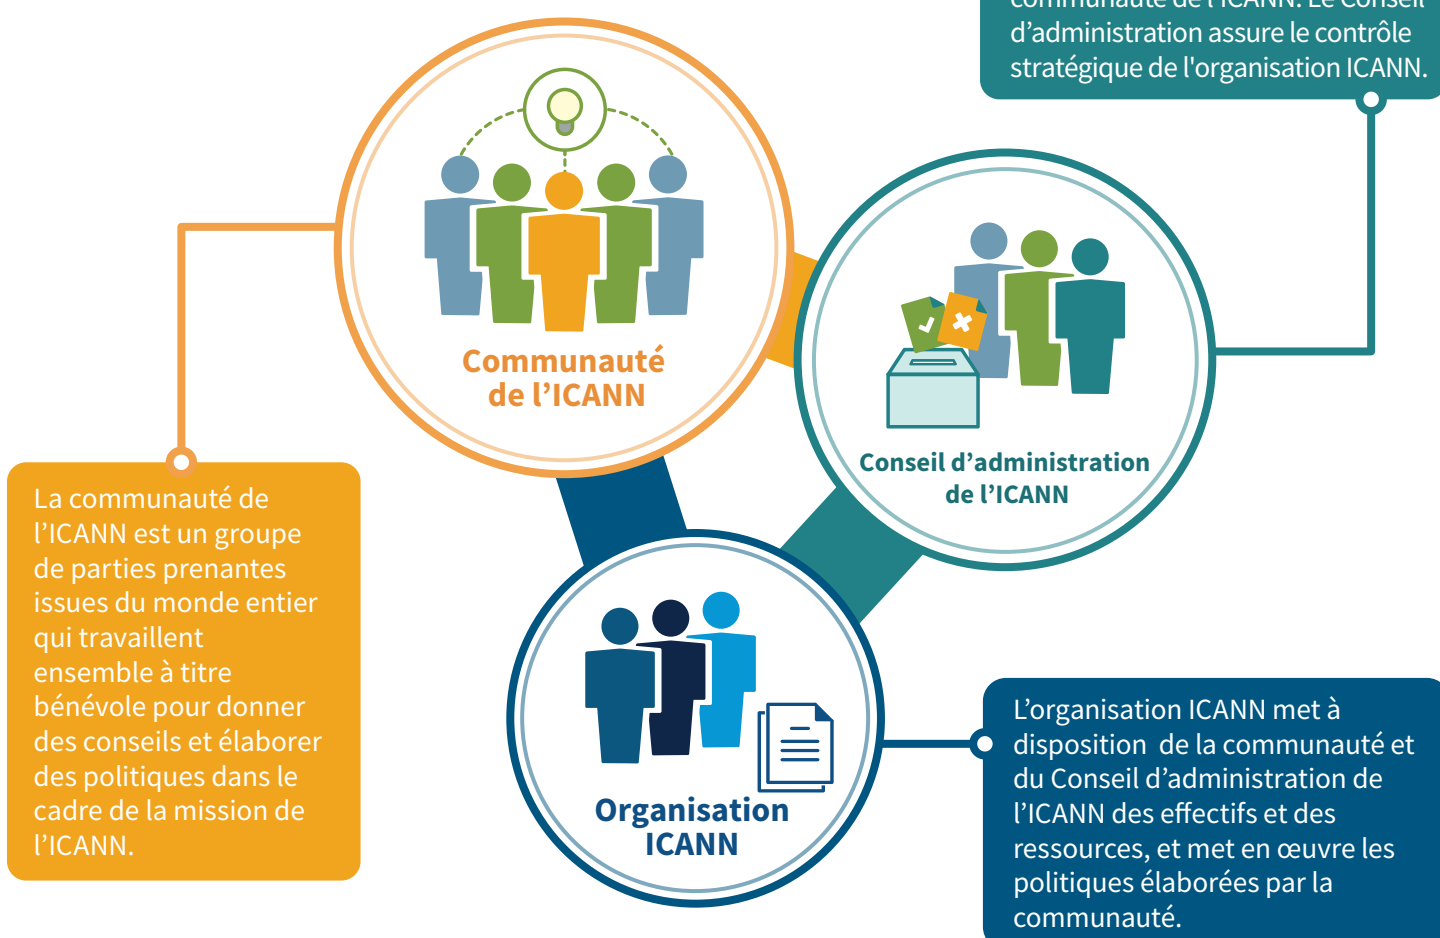 communauté de l'ICANN. Le Conseil
d’administration assure le contrôle
stratégique de l'organisation ICANN.
Communauté
de l’ICANN
Conseil d’administration
de l’ICANN
La communauté de
l’ICANN est un groupe
de parties prenantes
issues du monde entier
qui travaillent
ensemble à titre
bénévole pour donner
des conseils et élaborer
des politiques dans le
cadre de la mission de
l’ICANN.
Organisation
ICANN
L’organisation ICANN met à
disposition  de la communauté et
du Conseil d’administration de
l’ICANN des effectifs et des
ressources, et met en œuvre les
politiques élaborées par la
communauté.